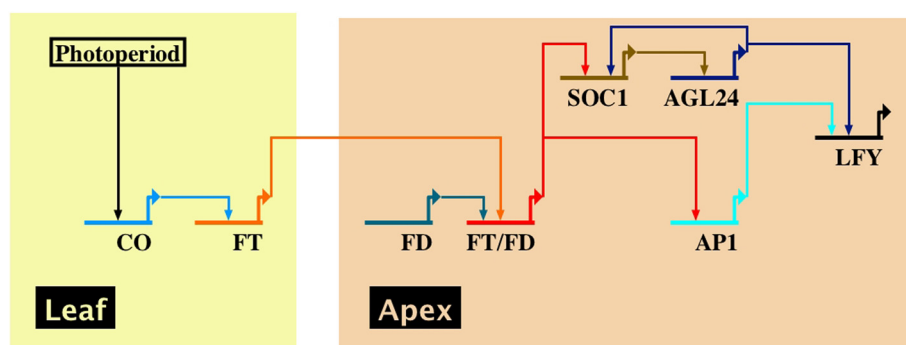 Photoperiod
SOC1
AGL24
LFY
CO
FT
FD
FT/FD
AP1
Leaf
Apex